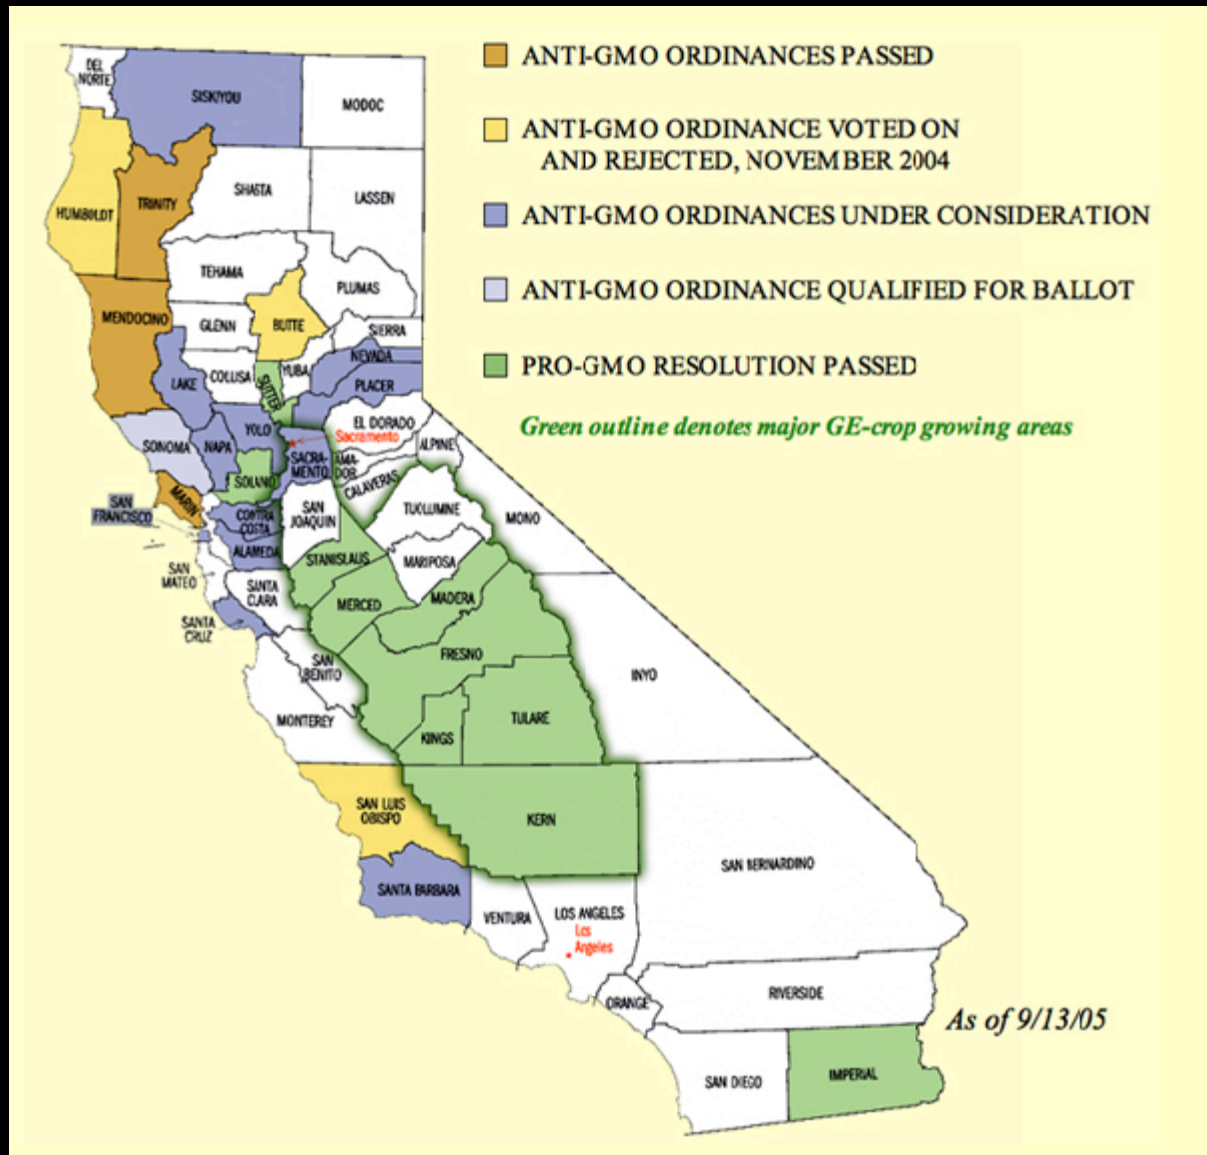 ANTI-GMO ORDINANCES PASSED
ANTI-GMO ORDINANCE VOTED ON
AND REJECTED, NOVEMBER 2004
ANTI-GMO ORDINANCES UNDER CONSIDERATION
ANTI-GMO ORDINANCE QUALIFIED FOR BALLOT
PRO-GMO RESOLUTION PASSED
Green outline denotes major GE-crop growing areas
DEL
NORTE
SISKIYOU
MODOC
HUMBOLDT
TRINITY
SHASTA
LASSEN
TEHAMA
PLUMAS
MENDOCINO
GLENN
BUTTE
SIERRA
NEVADA
LAKE
COLUSA
SUTTER
YUBA
PLACER
SONOMA
NAPA
YOLO
EL DORADO
Sacramento
ALPINE
SACRA-
MENTO
AMA-
DOR
SOLANO
CALAVERAS
MARIN
SAN
FRANCISCO
CONTRA
COSTA
SAN
JOAQUIN
TUOLUMNE
MONO
ALAMEDA
STANISLAUS
MARIPOSA
SAN
MATEO
SANTA
CLARA
MERCED
MADERA
SANTA
CRUZ
SAN
BENITO
FRESNO
INYO
MONTEREY
KINGS
TULARE
SAN LUIS
OBISPO
KERN
SAN BERNARDINO
SANTA BARBARA
VENTURA
LOS ANGELES
Los
Angeles
ORANGE
RIVERSIDE
As of 9/13/05
SAN DIEGO
IMPERIAL